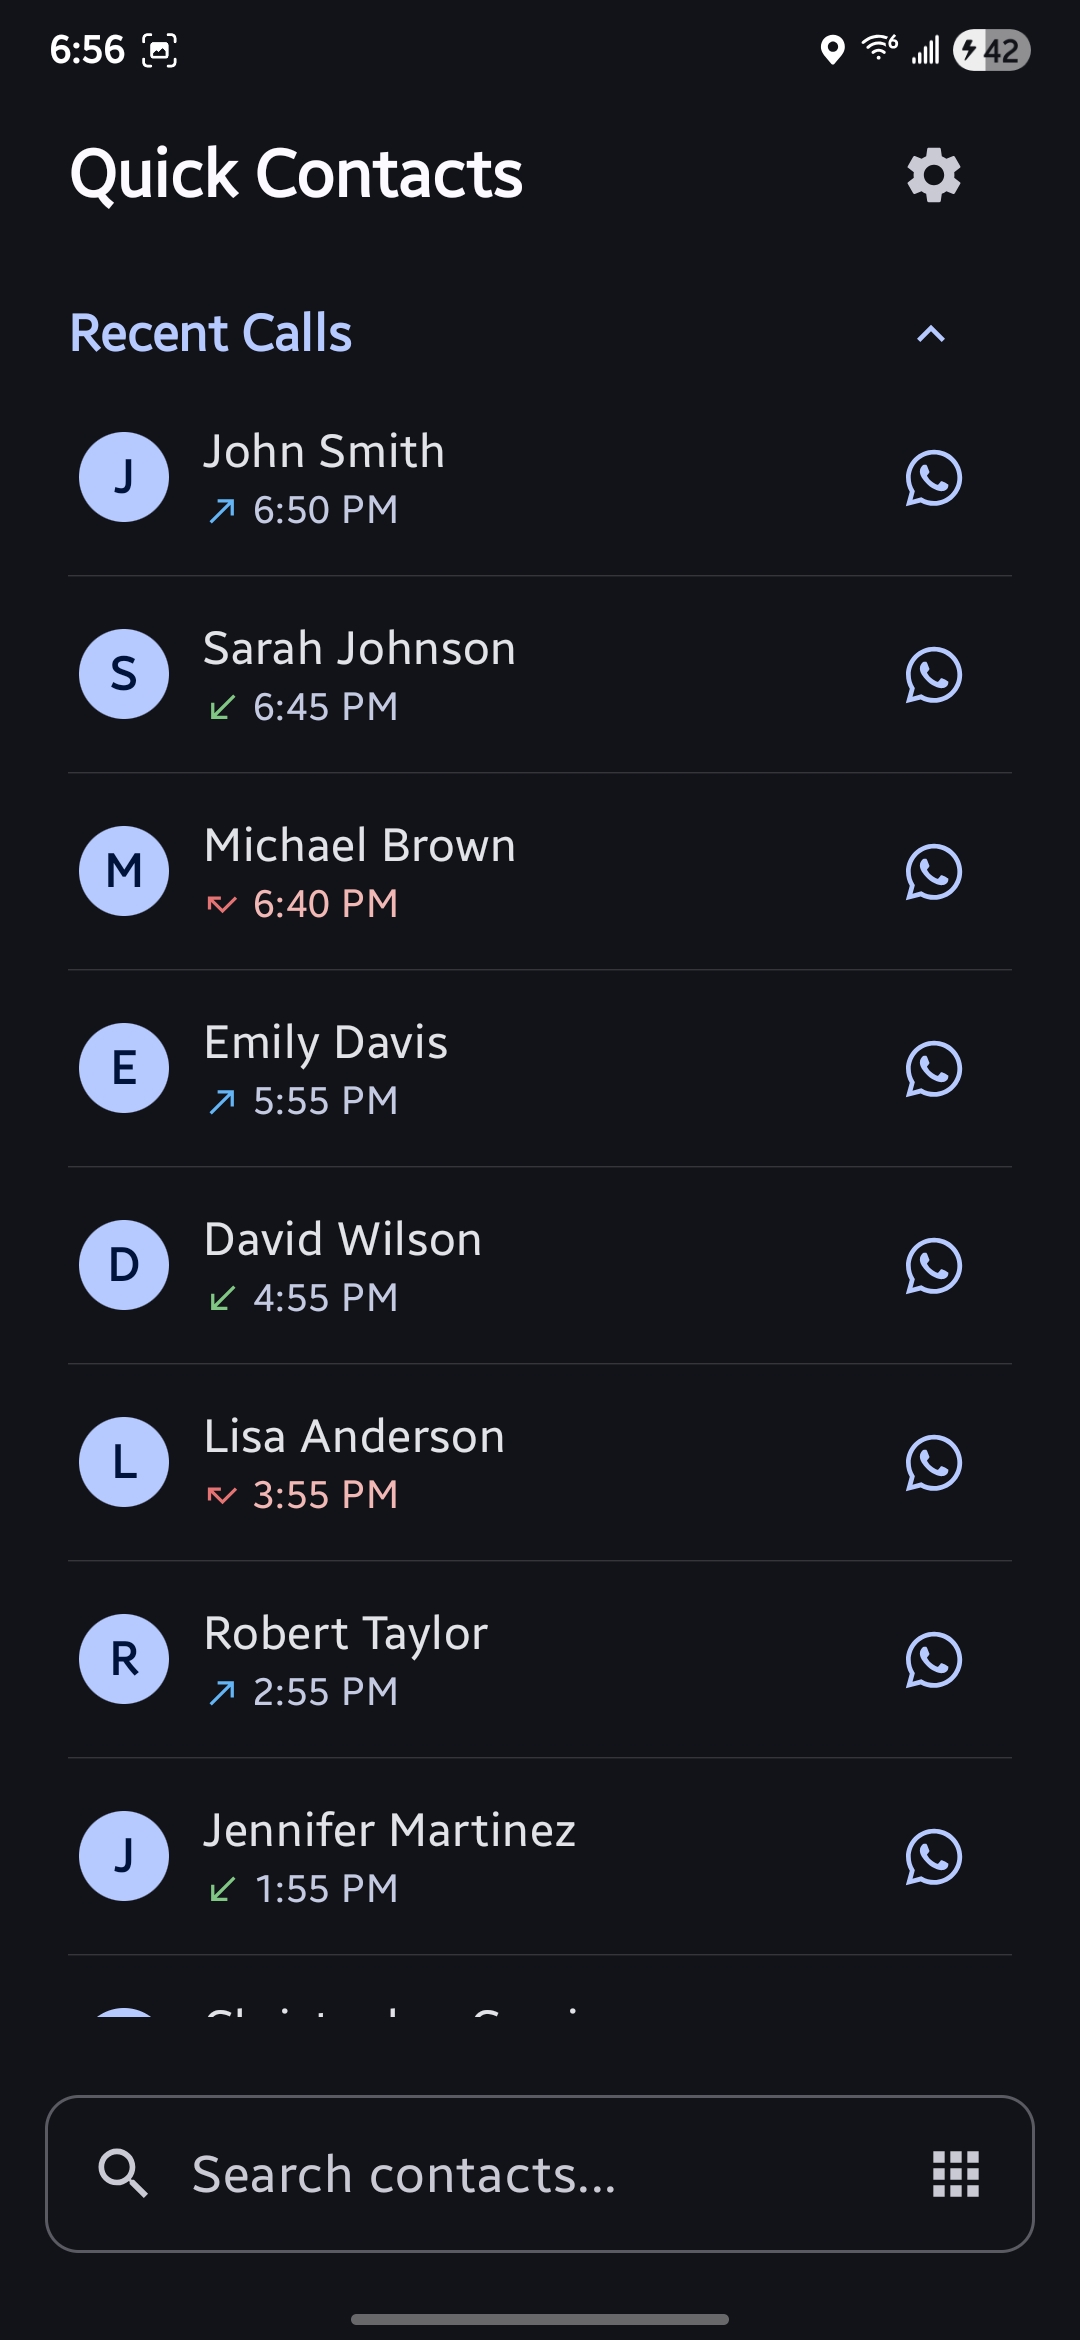 6:56
6
42
Quick Contacts
Recent Calls
J
John Smith
6:50 PM
S
Sarah Johnson
6:45 PM
M
Michael Brown
6:40 PM
E
Emily Davis
5:55 PM
D
David Wilson
4:55 PM
L
Lisa Anderson
3:55 PM
R
Robert Taylor
2:55 PM
J
Jennifer Martinez
1:55 PM
Search contacts...